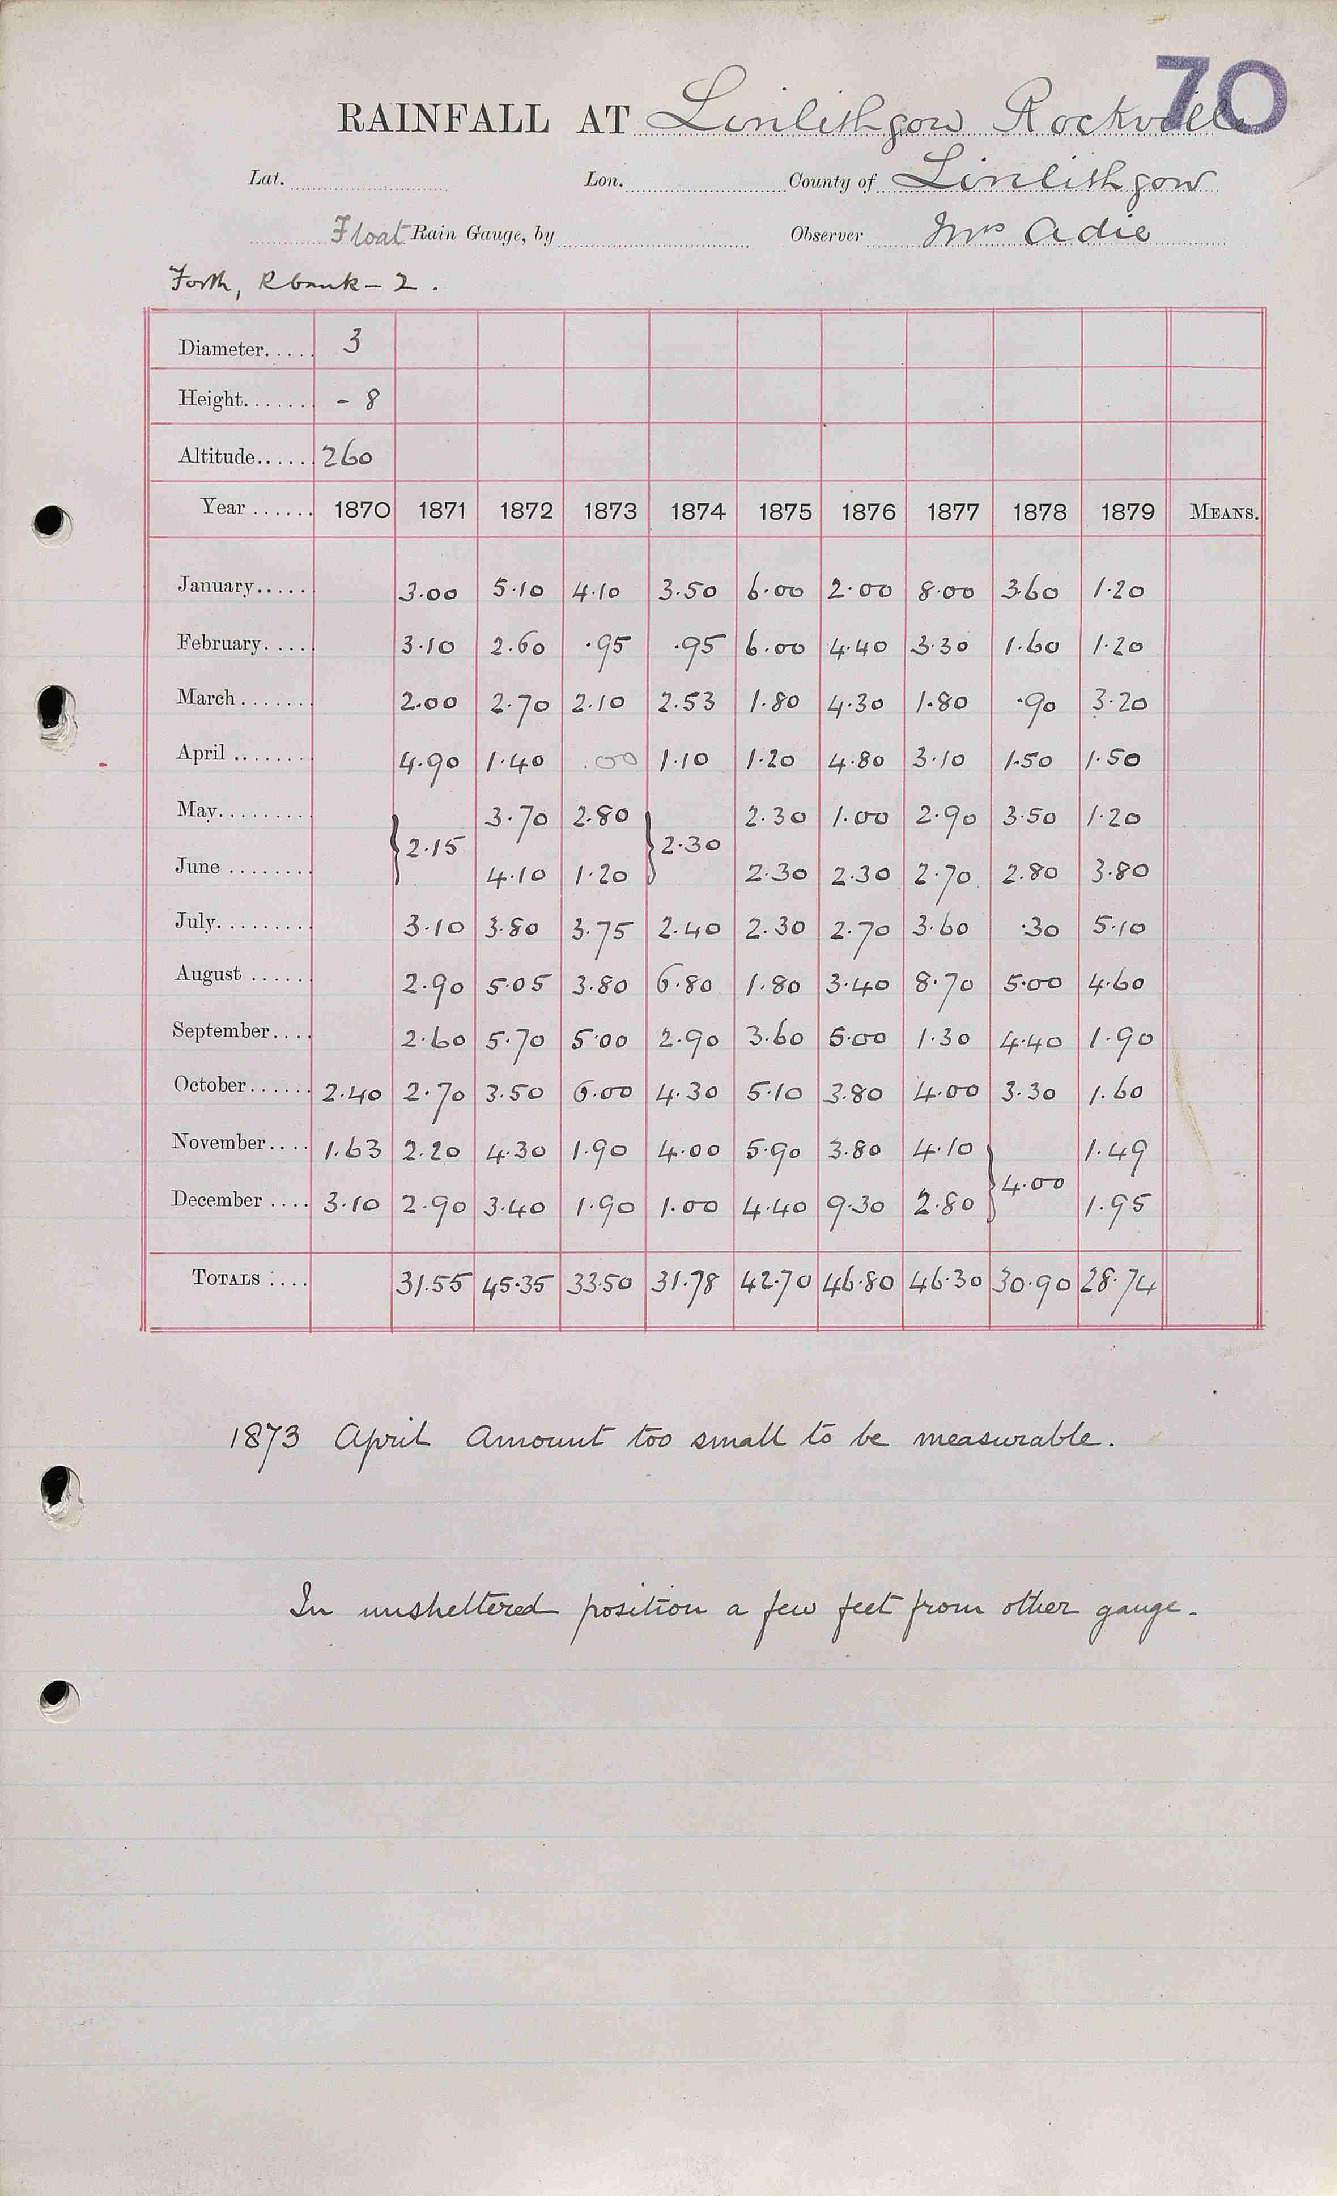 70
RAINFALL AT Linlithgow Rockville
Lat. Lon. County of Linlithgow
Float Rain Gauge, by Observer Mrs Adie
Forth, R bank – 2.
Diameter..... 3
Height...... - 8
Altitude..... 260
Year ...... 1870 1871 1872 1873 1874 1875 1876 1877 1878 1879 MEANS.
January..... 3.00 5.10 4.10 3.50 6.00 2.00 8.00 3.60 1.20
February.... 3.10 2.60 .95 .95 6.00 4.40 3.30 1.60 1.20
March....... 2.00 2.70 2.10 2.53 1.80 4.30 1.80 .90 3.20
April ........ 4.90 1.40 .00 1.10 1.20 4.80 3.10 1.50 1.50
May......... 3.70 2.80 2.30 1.00 2.90 3.50 1.20
} 2.15 } 2.30
June ........ 4.10 1.20 2.30 2.30 2.70 2.80 3.80
July......... 3.10 3.80 3.75 2.40 2.30 2.70 3.60 .30 5.10
August ...... 2.90 5.05 3.80 6.80 1.80 3.40 8.70 5.00 4.60
September.... 2.60 5.70 5.00 2.90 3.60 5.00 1.30 4.40 1.90
October...... 2.40 2.70 3.50 6.00 4.30 5.10 3.80 4.00 3.30 1.60
November.... 1.63 2.20 4.30 1.90 4.00 5.90 3.80 4.10 1.49
} 4.00
December .... 3.10 2.90 3.40 1.90 1.00 4.40 9.30 2.80 1.95
TOTALS .... 31.55 45.35 33.50 31.78 42.70 46.80 46.30 30.90 28.74
1873 April Amount too small to be measurable.
In unsheltered position a few feet from other gauge.